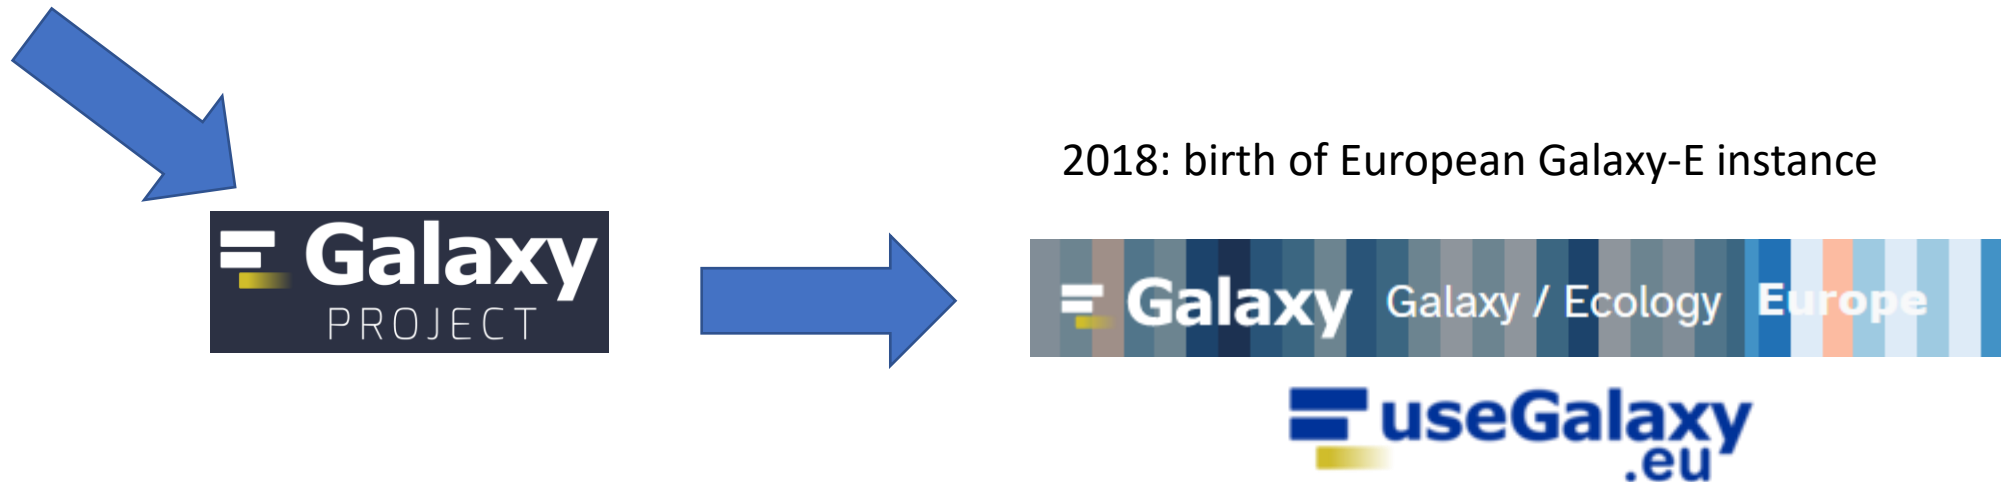 2018: birth of European Galaxy-E instance
Galaxy
PROJECT
Galaxy Galaxy / Ecology Europe
useGalaxy
.eu